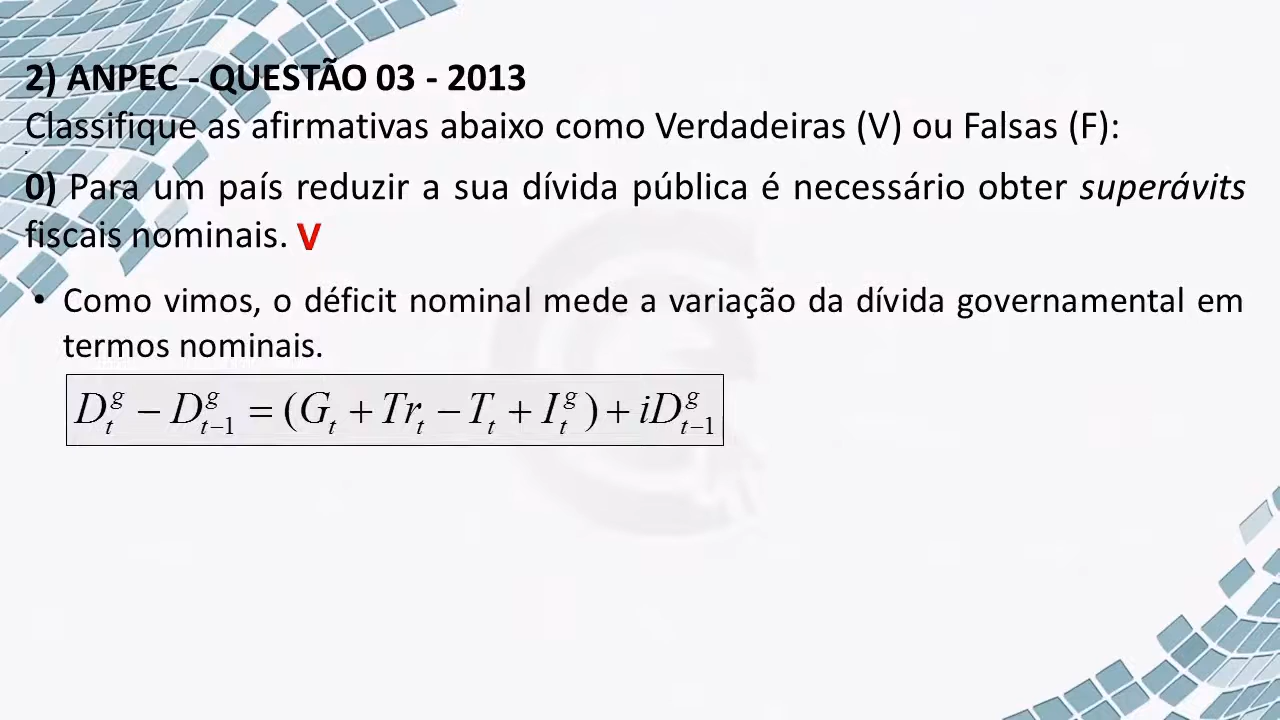 2) ANPEC - QUESTÃO 03 - 2013
Classifique as afirmativas abaixo como Verdadeiras (V) ou Falsas (F):
0) Para um país reduzir a sua dívida pública é necessário obter superávits
fiscais nominais. V
• Como vimos, o déficit nominal mede a variação da dívida governamental em
termos nominais.
D_t^g − D_{t−1}^g = (G_t + Tr_t − T_t + I_t^g) + iD_{t−1}^g